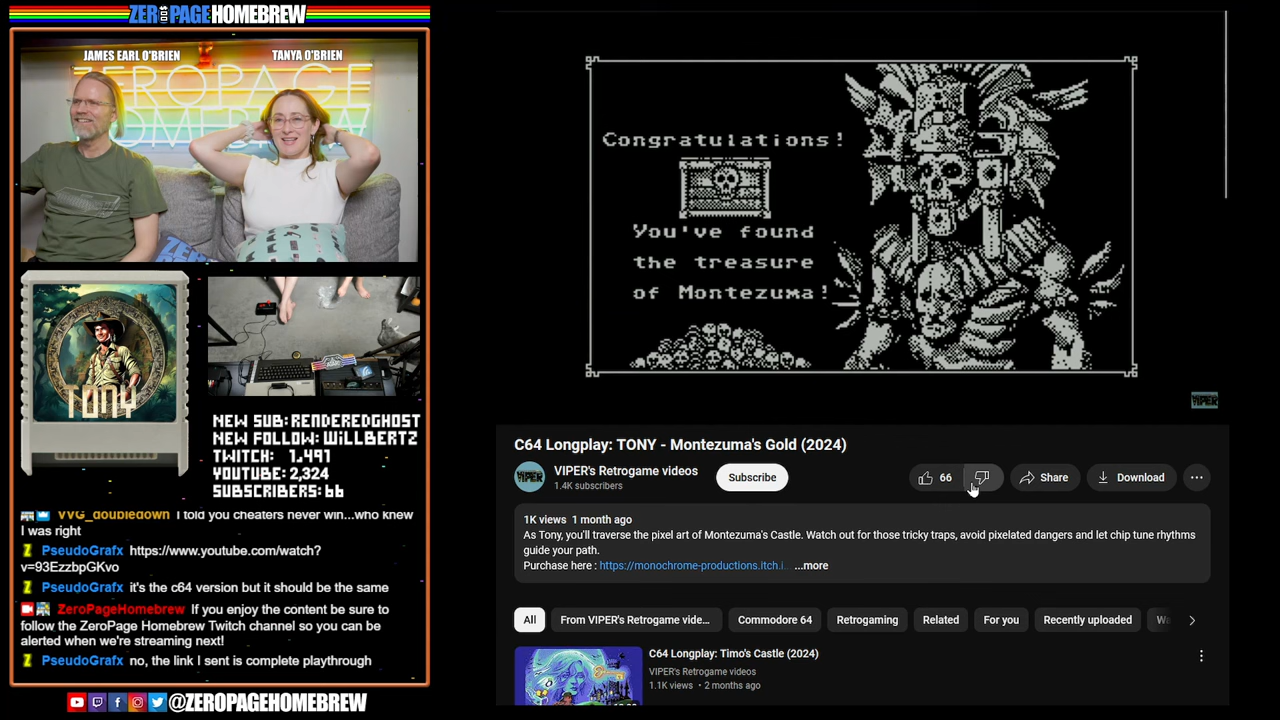 ZERO PAGE HOMEBREW
JAMES EARL O'BRIEN
TANYA O'BRIEN
ZEROPAGE
HOMEBREW
TONY
NEW SUB: RENDEREDGHOST
NEW FOLLOW: WILLBERTZ
TWITCH: 1,491
YOUTUBE: 2,324
SUBSCRIBERS: 66
VVG_doubledown I told you cheaters never win...who knew
I was right
PseudoGrafx https://www.youtube.com/watch?
v=93EzzbpGKvo
PseudoGrafx it's the c64 version but it should be the same
ZeroPageHomebrew If you enjoy the content be sure to
follow the ZeroPage Homebrew Twitch channel so you can be
alerted when we're streaming next!
PseudoGrafx no, the link I sent is complete playthrough
@ZEROPAGEHOMEBREW
Congratulations!
You've found
the treasure
of Montezuma!
VIPER
C64 Longplay: TONY - Montezuma's Gold (2024)
VIPER
VIPER's Retrogame videos
1.4K subscribers
Subscribe
66
Share
Download
1K views 1 month ago
As Tony, you'll traverse the pixel art of Montezuma's Castle. Watch out for those tricky traps, avoid pixelated dangers and let chip tune rhythms
guide your path.
Purchase here : https://monochrome-productions.itch.i... ...more
All
From VIPER's Retrogame vide...
Commodore 64
Retrogaming
Related
For you
Recently uploaded
Wa
C64 Longplay: Timo's Castle (2024)
VIPER's Retrogame videos
1.1K views • 2 months ago